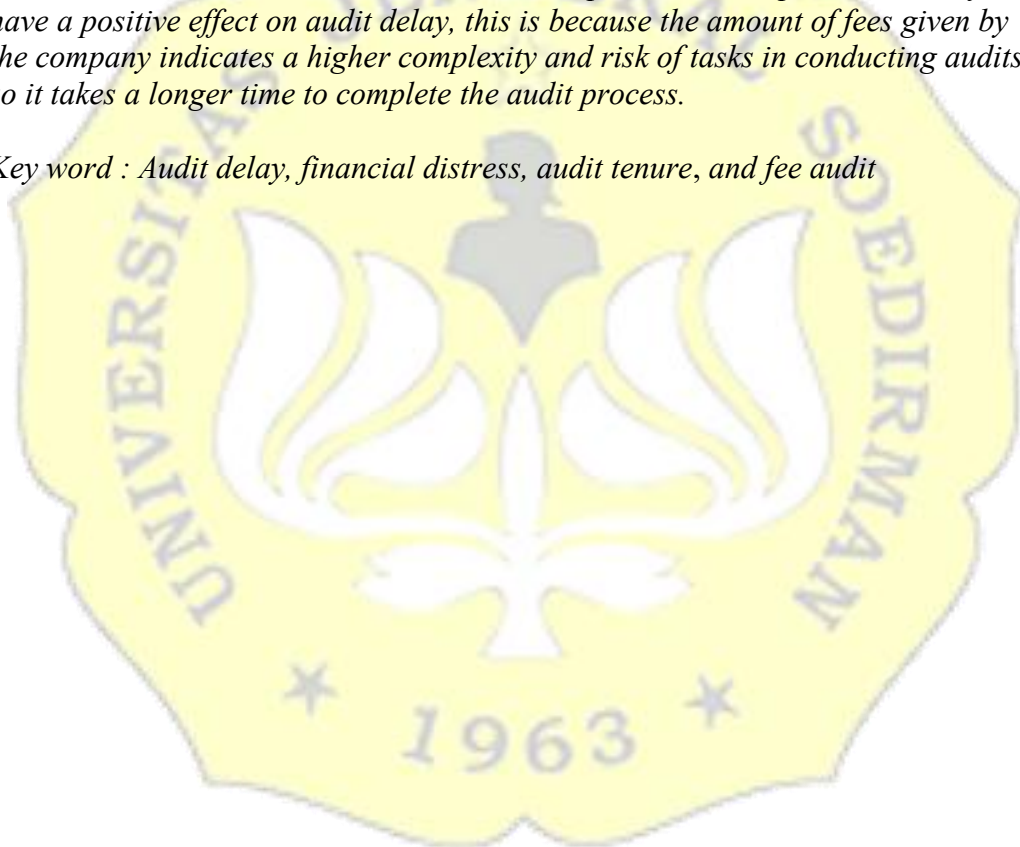 have a positive effect on audit delay, this is because the amount of fees given by
the company indicates a higher complexity and risk of tasks in conducting audits
so it takes a longer time to complete the audit process.
Key word : Audit delay, financial distress, audit tenure, and fee audit
UNIVERSITAS
SOEDIRMAN
1963